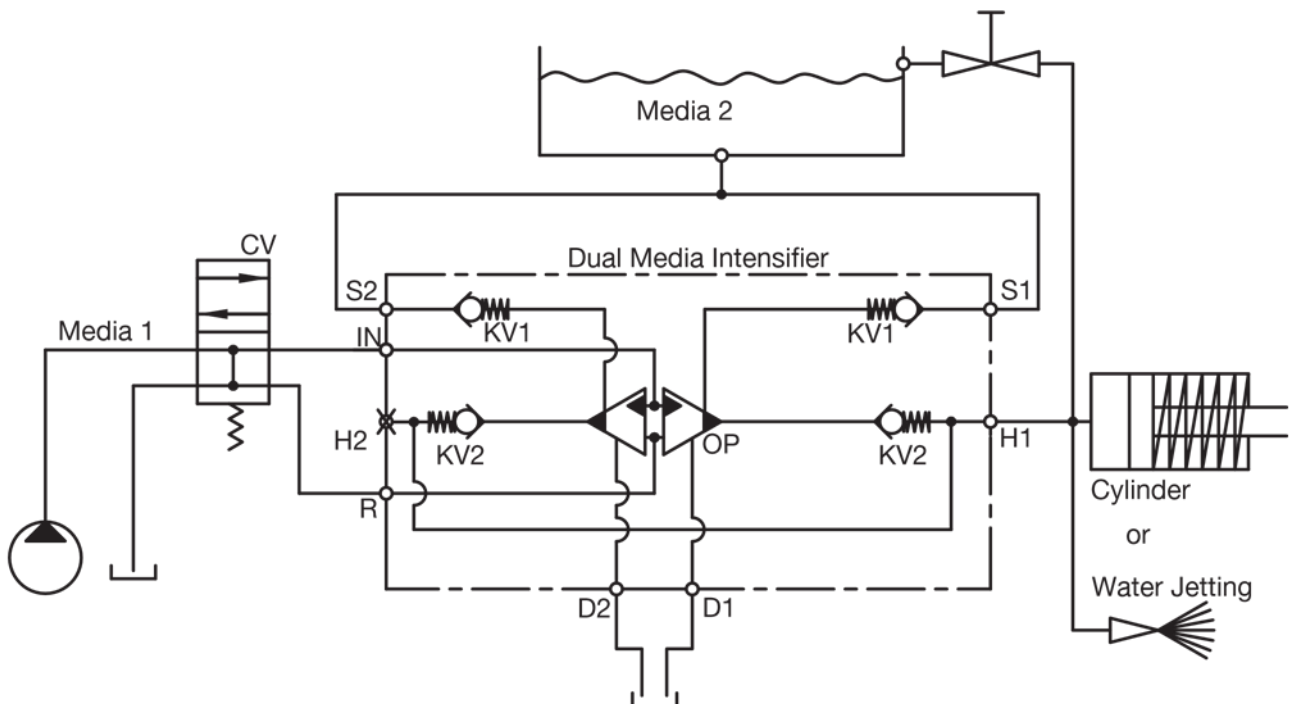 Media 2
CV
Dual Media Intensifier
S2
S1
KV1
KV1
Media 1
IN
H2
KV2
OP
KV2
H1
R
Cylinder
or
Water Jetting
D2
D1